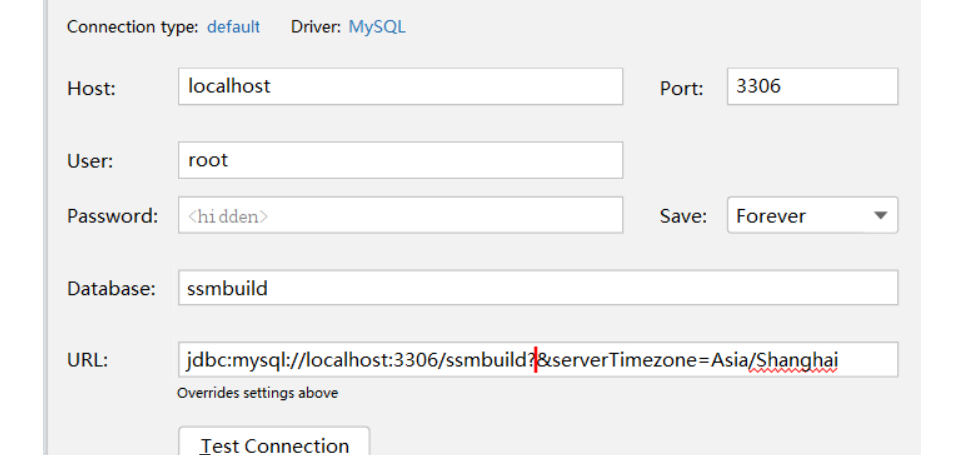 Connection type: default Driver: MySQL
Host: localhost Port: 3306
User: root
Password: <hidden> Save: Forever
Database: ssmbuild
URL: jdbc:mysql://localhost:3306/ssmbuild?&serverTimezone=Asia/Shanghai
Overrides settings above
Test Connection